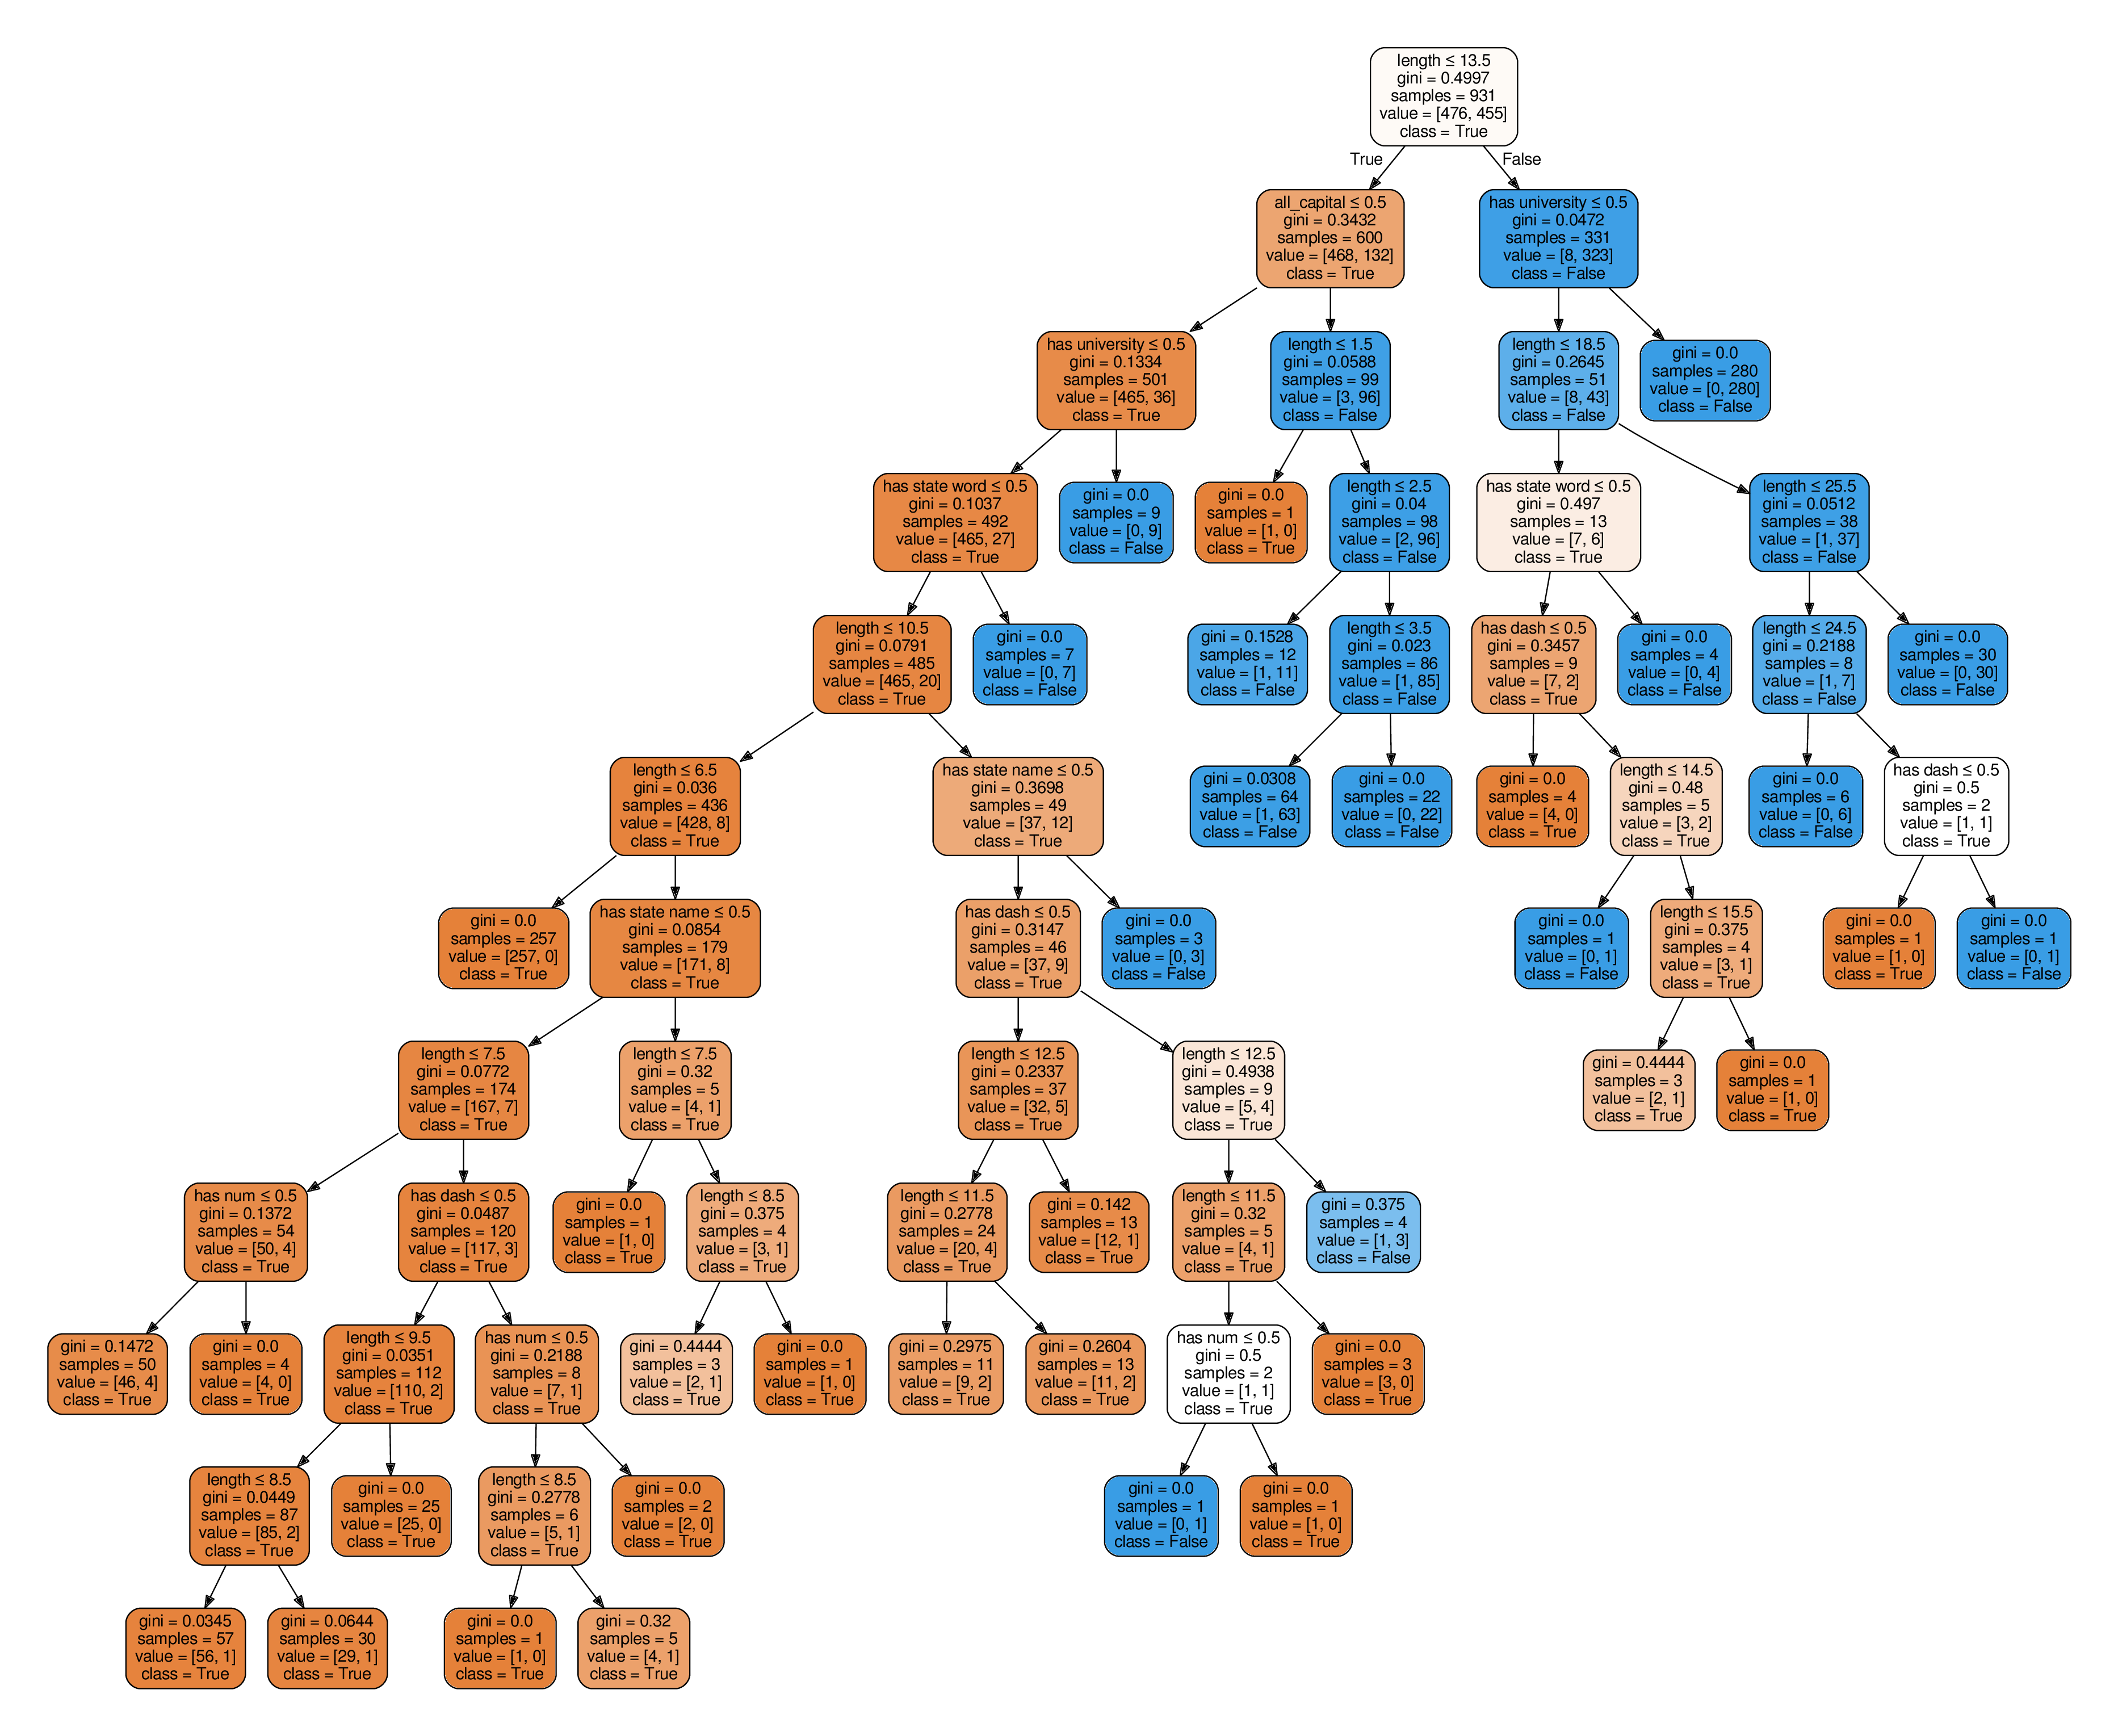 length ≤ 13.5
gini = 0.4997
samples = 931
value = [476, 455]
class = True
True
False
all_capital ≤ 0.5
gini = 0.3432
samples = 600
value = [468, 132]
class = True
has university ≤ 0.5
gini = 0.0472
samples = 331
value = [8, 323]
class = False
has university ≤ 0.5
gini = 0.1334
samples = 501
value = [465, 36]
class = True
length ≤ 1.5
gini = 0.0588
samples = 99
value = [3, 96]
class = False
length ≤ 18.5
gini = 0.2645
samples = 51
value = [8, 43]
class = False
gini = 0.0
samples = 280
value = [0, 280]
class = False
has state word ≤ 0.5
gini = 0.1037
samples = 492
value = [465, 27]
class = True
gini = 0.0
samples = 9
value = [0, 9]
class = False
gini = 0.0
samples = 1
value = [1, 0]
class = True
length ≤ 2.5
gini = 0.04
samples = 98
value = [2, 96]
class = False
has state word ≤ 0.5
gini = 0.497
samples = 13
value = [7, 6]
class = True
length ≤ 25.5
gini = 0.0512
samples = 38
value = [1, 37]
class = False
length ≤ 10.5
gini = 0.0791
samples = 485
value = [465, 20]
class = True
gini = 0.0
samples = 7
value = [0, 7]
class = False
gini = 0.1528
samples = 12
value = [1, 11]
class = False
length ≤ 3.5
gini = 0.023
samples = 86
value = [1, 85]
class = False
has dash ≤ 0.5
gini = 0.3457
samples = 9
value = [7, 2]
class = True
gini = 0.0
samples = 4
value = [0, 4]
class = False
length ≤ 24.5
gini = 0.2188
samples = 8
value = [1, 7]
class = False
gini = 0.0
samples = 30
value = [0, 30]
class = False
length ≤ 6.5
gini = 0.036
samples = 436
value = [428, 8]
class = True
has state name ≤ 0.5
gini = 0.3698
samples = 49
value = [37, 12]
class = True
gini = 0.0308
samples = 64
value = [1, 63]
class = False
gini = 0.0
samples = 22
value = [0, 22]
class = False
gini = 0.0
samples = 4
value = [4, 0]
class = True
length ≤ 14.5
gini = 0.48
samples = 5
value = [3, 2]
class = True
gini = 0.0
samples = 6
value = [0, 6]
class = False
has dash ≤ 0.5
gini = 0.5
samples = 2
value = [1, 1]
class = True
gini = 0.0
samples = 257
value = [257, 0]
class = True
has state name ≤ 0.5
gini = 0.0854
samples = 179
value = [171, 8]
class = True
has dash ≤ 0.5
gini = 0.3147
samples = 46
value = [37, 9]
class = True
gini = 0.0
samples = 3
value = [0, 3]
class = False
gini = 0.0
samples = 1
value = [0, 1]
class = False
length ≤ 15.5
gini = 0.375
samples = 4
value = [3, 1]
class = True
gini = 0.0
samples = 1
value = [1, 0]
class = True
gini = 0.0
samples = 1
value = [0, 1]
class = False
length ≤ 7.5
gini = 0.0772
samples = 174
value = [167, 7]
class = True
length ≤ 7.5
gini = 0.32
samples = 5
value = [4, 1]
class = True
length ≤ 12.5
gini = 0.2337
samples = 37
value = [32, 5]
class = True
length ≤ 12.5
gini = 0.4938
samples = 9
value = [5, 4]
class = True
gini = 0.4444
samples = 3
value = [2, 1]
class = True
gini = 0.0
samples = 1
value = [1, 0]
class = True
has num ≤ 0.5
gini = 0.1372
samples = 54
value = [50, 4]
class = True
has dash ≤ 0.5
gini = 0.0487
samples = 120
value = [117, 3]
class = True
gini = 0.0
samples = 1
value = [1, 0]
class = True
length ≤ 8.5
gini = 0.375
samples = 4
value = [3, 1]
class = True
length ≤ 11.5
gini = 0.2778
samples = 24
value = [20, 4]
class = True
gini = 0.142
samples = 13
value = [12, 1]
class = True
length ≤ 11.5
gini = 0.32
samples = 5
value = [4, 1]
class = True
gini = 0.375
samples = 4
value = [1, 3]
class = False
gini = 0.1472
samples = 50
value = [46, 4]
class = True
gini = 0.0
samples = 4
value = [4, 0]
class = True
length ≤ 9.5
gini = 0.0351
samples = 112
value = [110, 2]
class = True
has num ≤ 0.5
gini = 0.2188
samples = 8
value = [7, 1]
class = True
gini = 0.4444
samples = 3
value = [2, 1]
class = True
gini = 0.0
samples = 1
value = [1, 0]
class = True
gini = 0.2975
samples = 11
value = [9, 2]
class = True
gini = 0.2604
samples = 13
value = [11, 2]
class = True
has num ≤ 0.5
gini = 0.5
samples = 2
value = [1, 1]
class = True
gini = 0.0
samples = 3
value = [3, 0]
class = True
length ≤ 8.5
gini = 0.0449
samples = 87
value = [85, 2]
class = True
gini = 0.0
samples = 25
value = [25, 0]
class = True
length ≤ 8.5
gini = 0.2778
samples = 6
value = [5, 1]
class = True
gini = 0.0
samples = 2
value = [2, 0]
class = True
gini = 0.0
samples = 1
value = [0, 1]
class = False
gini = 0.0
samples = 1
value = [1, 0]
class = True
gini = 0.0345
samples = 57
value = [56, 1]
class = True
gini = 0.0644
samples = 30
value = [29, 1]
class = True
gini = 0.0
samples = 1
value = [1, 0]
class = True
gini = 0.32
samples = 5
value = [4, 1]
class = True